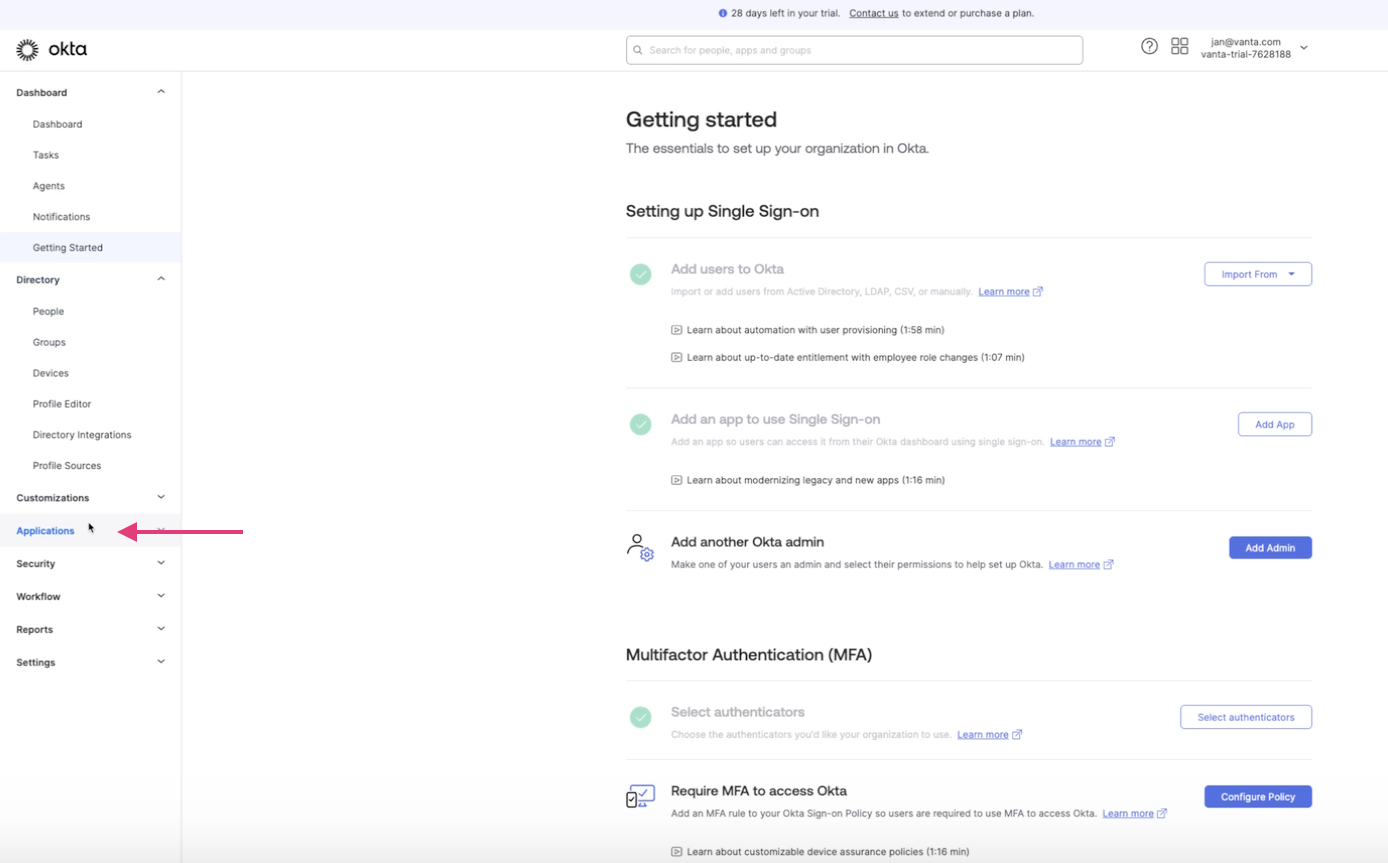 28 days left in your trial. Contact us to extend or purchase a plan.
okta
Search for people, apps and groups
jan@vanta.com
vanta-trial-7628188
Dashboard
Dashboard
Tasks
Agents
Notifications
Getting Started
Directory
People
Groups
Devices
Profile Editor
Directory Integrations
Profile Sources
Customizations
Applications
Security
Workflow
Reports
Settings
Getting started
The essentials to set up your organization in Okta.
Setting up Single Sign-on
Add users to Okta
Import From
Import or add users from Active Directory, LDAP, CSV, or manually. Learn more
Learn about automation with user provisioning (1:58 min)
Learn about up-to-date entitlement with employee role changes (1:07 min)
Add an app to use Single Sign-on
Add App
Add an app so users can access it from their Okta dashboard using single sign-on. Learn more
Learn about modernizing legacy and new apps (1:16 min)
Add another Okta admin
Add Admin
Make one of your users an admin and select their permissions to help set up Okta. Learn more
Multifactor Authentication (MFA)
Select authenticators
Select authenticators
Choose the authenticators you'd like your organization to use. Learn more
Require MFA to access Okta
Configure Policy
Add an MFA rule to your Okta Sign-on Policy so users are required to use MFA to access Okta. Learn more
Learn about customizable device assurance policies (1:16 min)